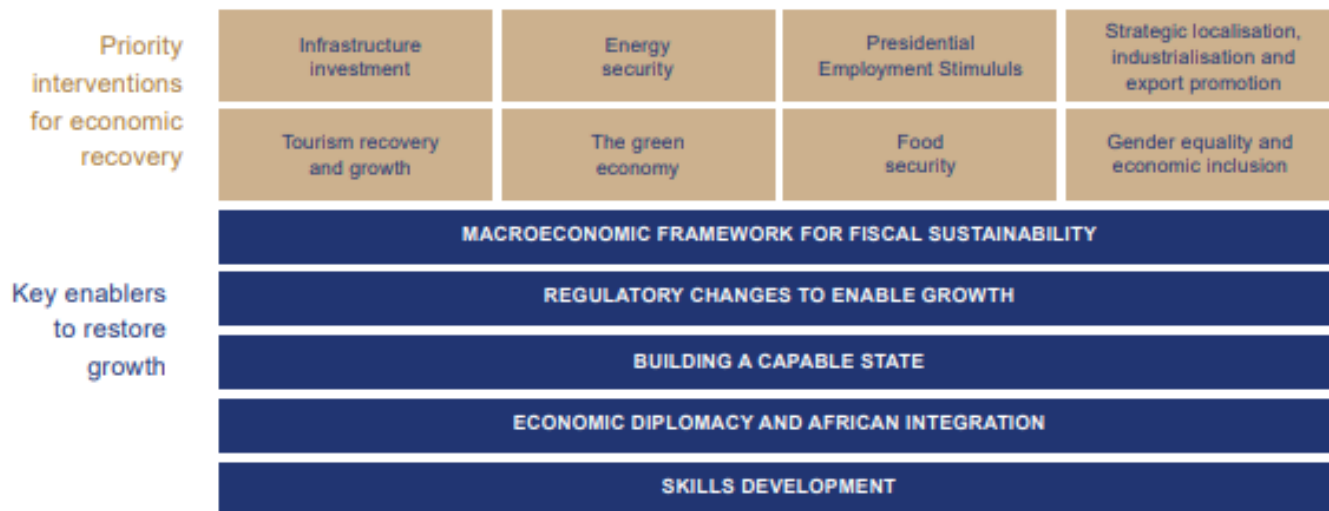 Priority
interventions
for economic
recovery
Infrastructure
investment
Energy
security
Presidential
Employment Stimululs
Strategic localisation,
industrialisation and
export promotion
Tourism recovery
and growth
The green
economy
Food
security
Gender equality and
economic inclusion
Key enablers
to restore
growth
MACROECONOMIC FRAMEWORK FOR FISCAL SUSTAINABILITY
REGULATORY CHANGES TO ENABLE GROWTH
BUILDING A CAPABLE STATE
ECONOMIC DIPLOMACY AND AFRICAN INTEGRATION
SKILLS DEVELOPMENT